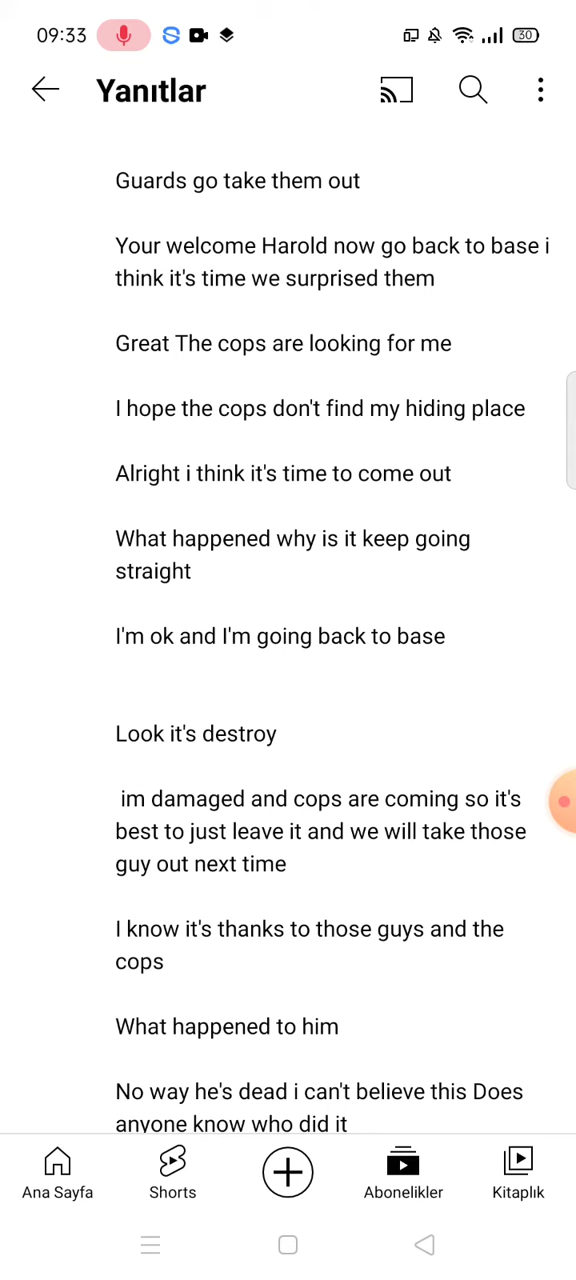 09:33
30
Yanıtlar
Guards go take them out
Your welcome Harold now go back to base i
think it's time we surprised them
Great The cops are looking for me
I hope the cops don't find my hiding place
Alright i think it's time to come out
What happened why is it keep going
straight
I'm ok and I'm going back to base
Look it's destroy
im damaged and cops are coming so it's
best to just leave it and we will take those
guy out next time
I know it's thanks to those guys and the
cops
What happened to him
No way he's dead i can't believe this Does
anyone know who did it
Ana Sayfa
Shorts
Abonelikler
Kitaplık